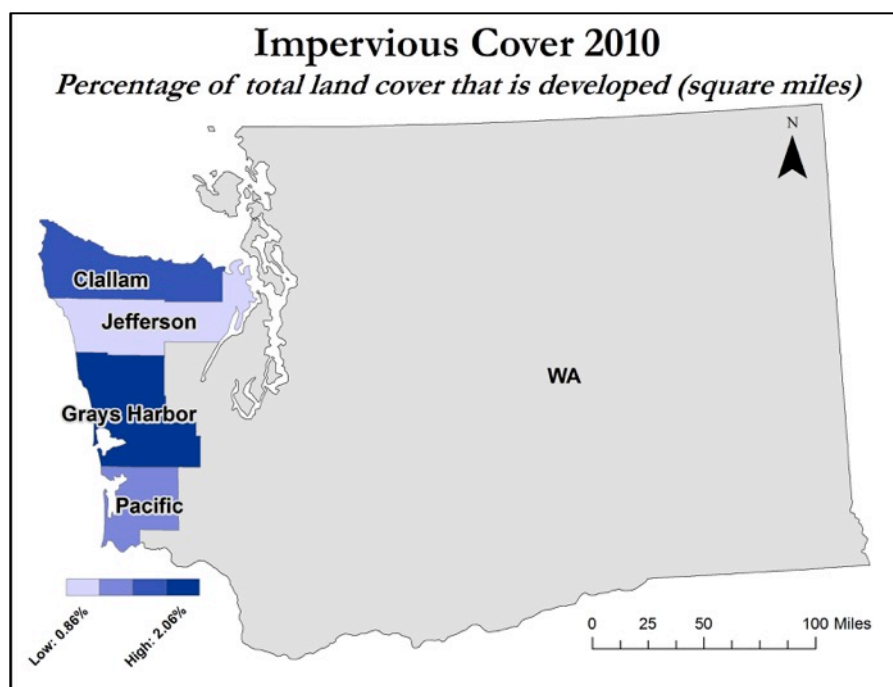 Impervious Cover 2010
Percentage of total land cover that is developed (square miles)
N
Clallam
Jefferson
WA
Grays Harbor
Pacific
Low: 0.86%
High: 2.06%
0 25 50 100 Miles